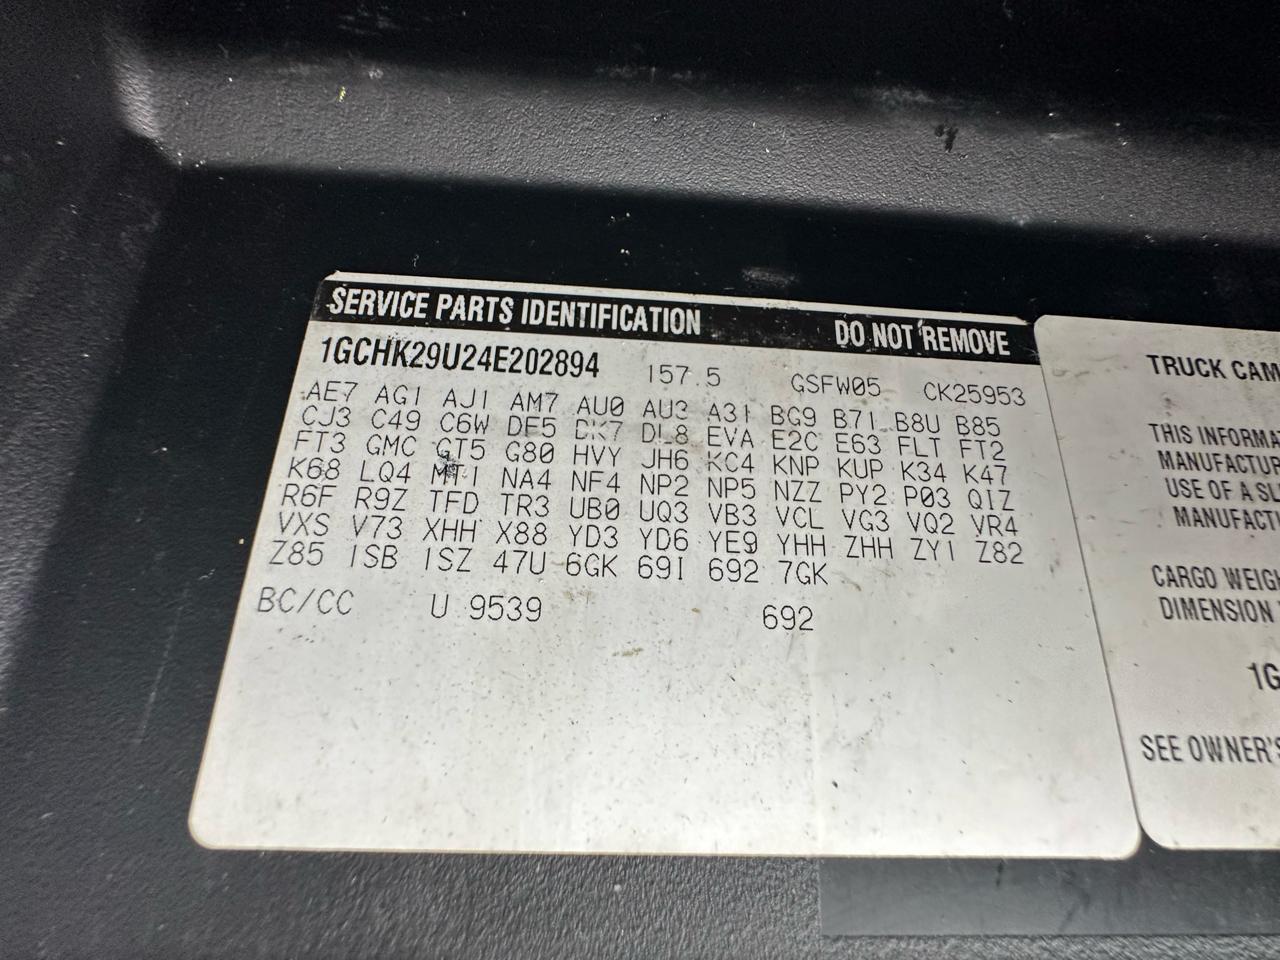 SERVICE PARTS IDENTIFICATION DO NOT REMOVE
1GCHK29U24E202894 157.5 GSFW05 CK25953
AE7 AG1 AJ1 AM7 AU0 AU3 A31 BG9 B71 B8U B85
CJ3 C49 C6W DF5 DK7 DL8 EVA E2C E63 FLT FT2
FT3 GMC GT5 G80 HVY JH6 KC4 KNP KUP K34 K47
K68 LQ4 MT1 NA4 NF4 NP2 NP5 NZZ PY2 P03 QIZ
R6F R9Z TFD TR3 UB0 UQ3 VB3 VCL VG3 VQ2 VR4
VXS V73 XHH X88 YD3 YD6 YE9 YHH ZHH ZY1 Z82
Z85 1SB 1SZ 47U 6GK 69I 692 7GK
BC/CC U 9539 692
TRUCK CAM
THIS INFORMA
MANUFACTUR
USE OF A SL
MANUFACTU
CARGO WEIGH
DIMENSION
1G
SEE OWNER'S